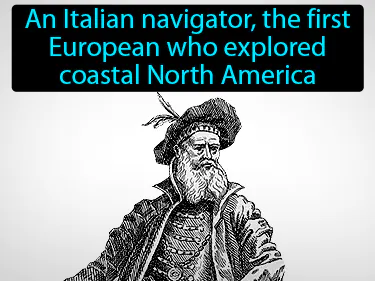 An Italian navigator, the first
European who explored
coastal North America